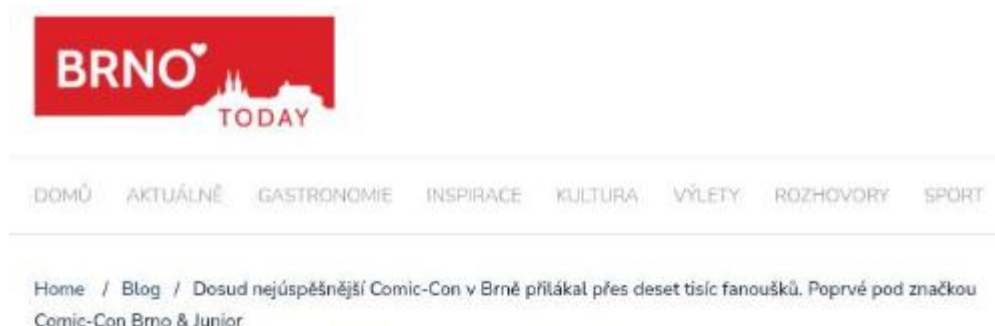 BRNO
TODAY
DOMŮ AKTUÁLNĚ GASTRONOMIE INSPIRACE KULTURA VÝLETY ROZHOVORY SPORT
Home / Blog / Dosud nejúspěšnější Comic-Con v Brně přilákal přes deset tisíc fanoušků. Poprvé pod značkou
Comic-Con Brno & Junior